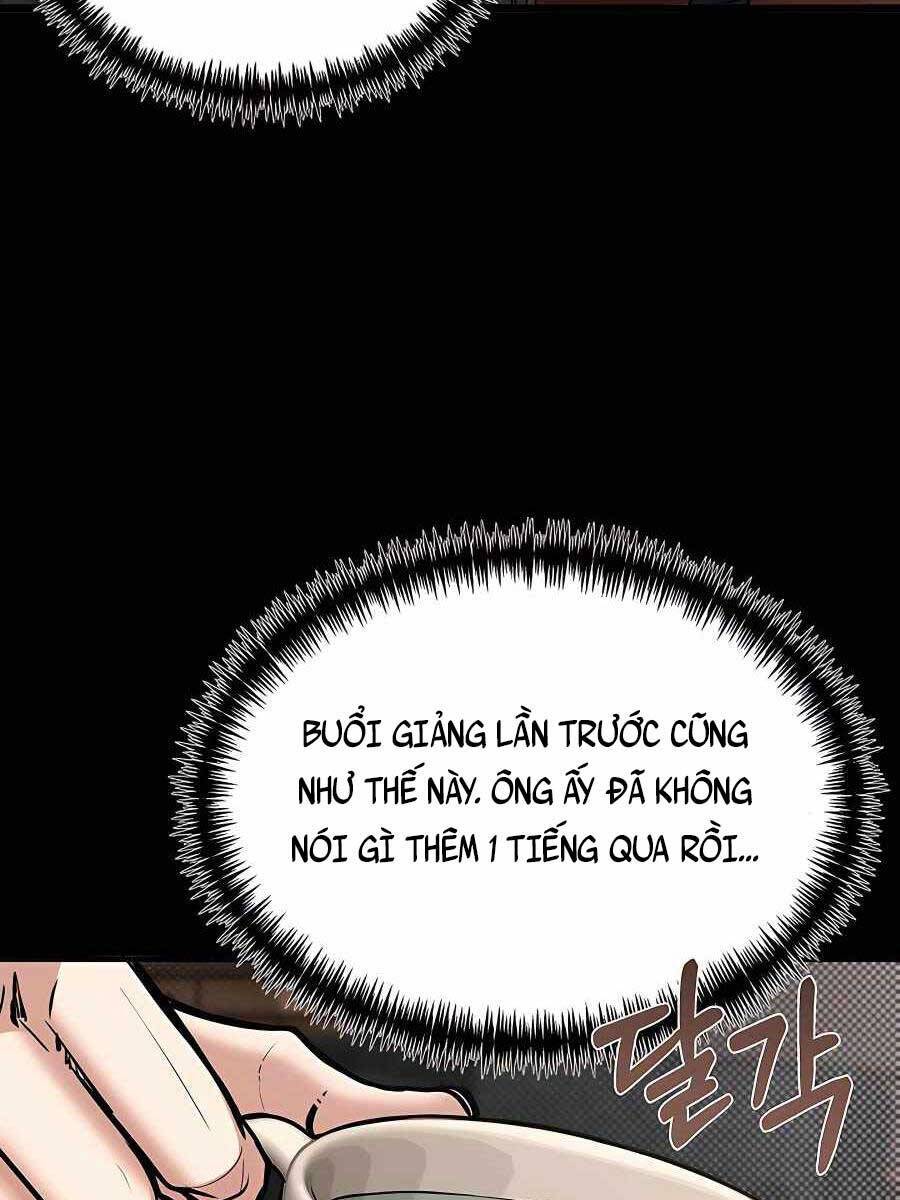 BUỔI GIẢNG LẦN TRƯỚC CŨNG
NHƯ THẾ NÀY. ÔNG ẤY ĐÃ KHÔNG
NÓI GÌ THÊM 1 TIẾNG QUA RỒI...
달각